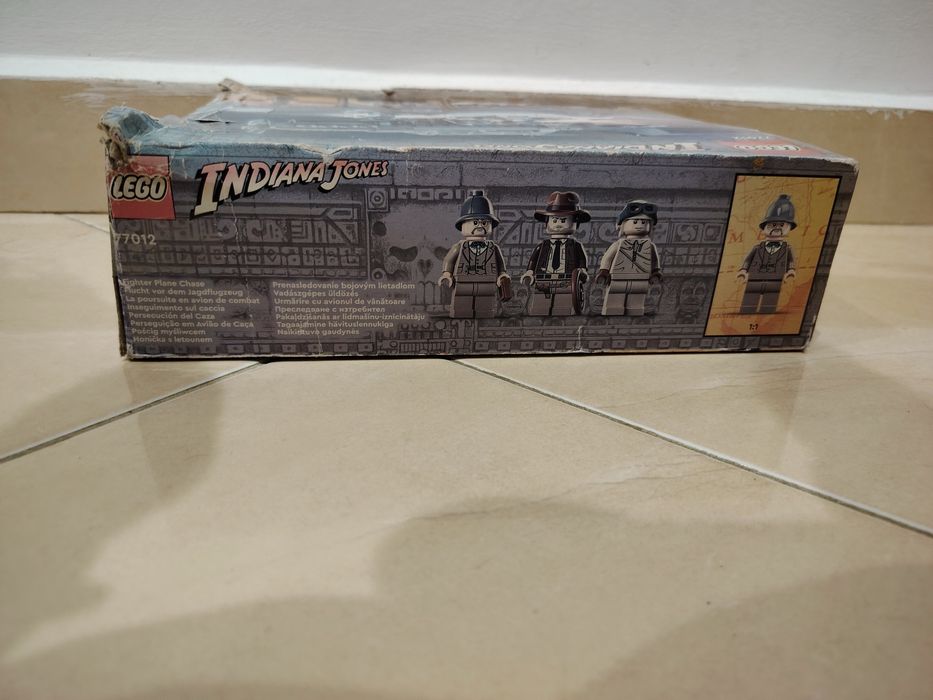 LEGO
INDIANA JONES
77012
Fighter Plane Chase
Flucht vor dem Jagdflugzeug
La poursuite en avion de combat
Inseguimento sul caccia
Persecución del Caza
Perseguição em Avião de Caça
Pościg myśliwcem
Honička s letounem
Prenasledovanie bojovým lietadlom
Vadászgépes üldözés
Urmărire cu avionul de vânătoare
Преследване с изтребител
Pakaļdzīšanās ar lidmašīnu-iznīcinātāju
Tagaajamine hävituslennukiga
Naikintuvo gaudynės
1:1
LEGO